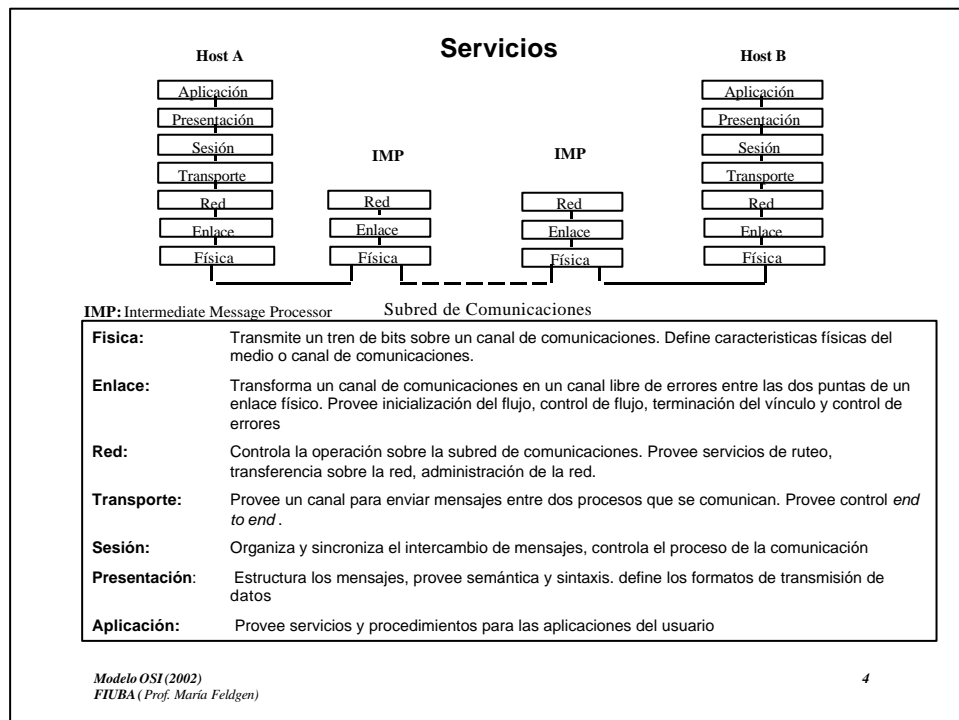 Servicios
Host A
Host B
Aplicación
Presentación
Sesión
Transporte
Red
Enlace
Física
IMP
Red
Enlace
Física
IMP
Red
Enlace
Física
Aplicación
Presentación
Sesión
Transporte
Red
Enlace
Física
IMP: Intermediate Message Processor
Subred de Comunicaciones
Fisica: Transmite un tren de bits sobre un canal de comunicaciones. Define caracteristicas físicas del
medio o canal de comunicaciones.
Enlace: Transforma un canal de comunicaciones en un canal libre de errores entre las dos puntas de un
enlace físico. Provee inicialización del flujo, control de flujo, terminación del vínculo y control de
errores
Red: Controla la operación sobre la subred de comunicaciones. Provee servicios de ruteo,
transferencia sobre la red, administración de la red.
Transporte: Provee un canal para enviar mensajes entre dos procesos que se comunican. Provee control end
to end .
Sesión: Organiza y sincroniza el intercambio de mensajes, controla el proceso de la comunicación
Presentación: Estructura los mensajes, provee semántica y sintaxis. define los formatos de transmisión de
datos
Aplicación: Provee servicios y procedimientos para las aplicaciones del usuario
Modelo OSI (2002)
FIUBA ( Prof. María Feldgen)
4